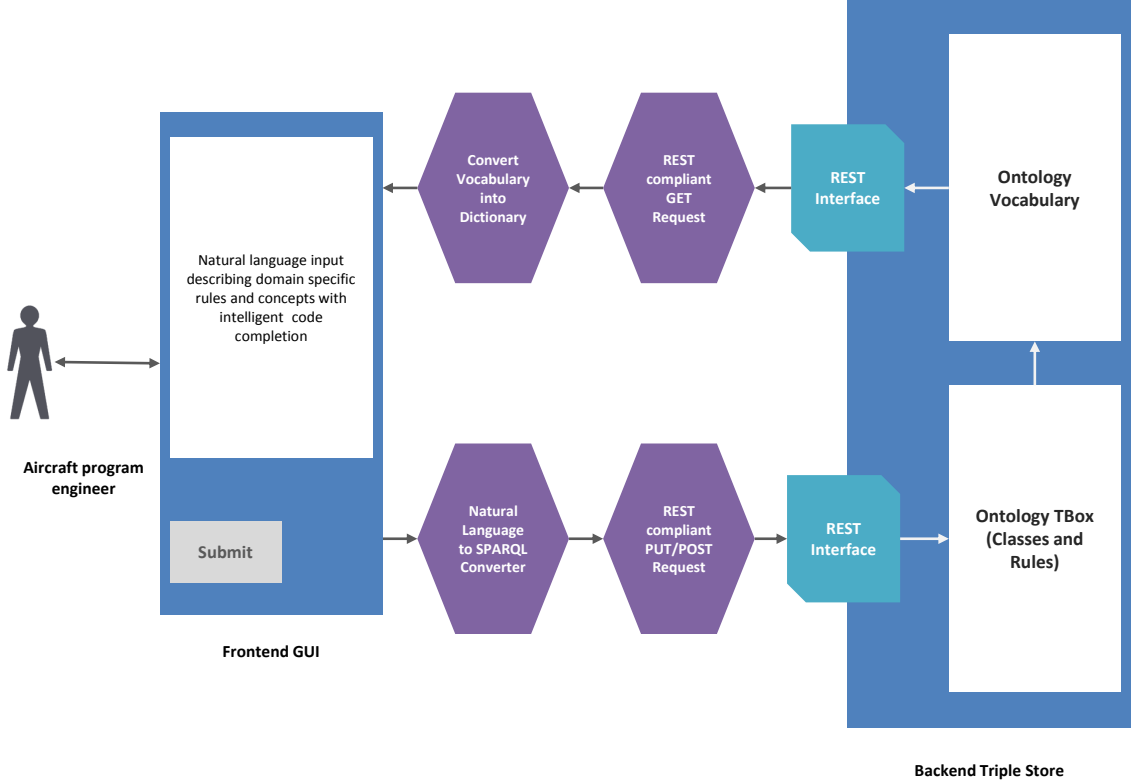 Natural language input
describing domain specific
rules and concepts with
intelligent code
completion
Submit
Aircraft program
engineer
Frontend GUI
Convert
Vocabulary
into
Dictionary
REST
compliant
GET
Request
REST
Interface
Ontology
Vocabulary
Natural
Language
to SPARQL
Converter
REST
compliant
PUT/POST
Request
REST
Interface
Ontology TBox
(Classes and
Rules)
Backend Triple Store